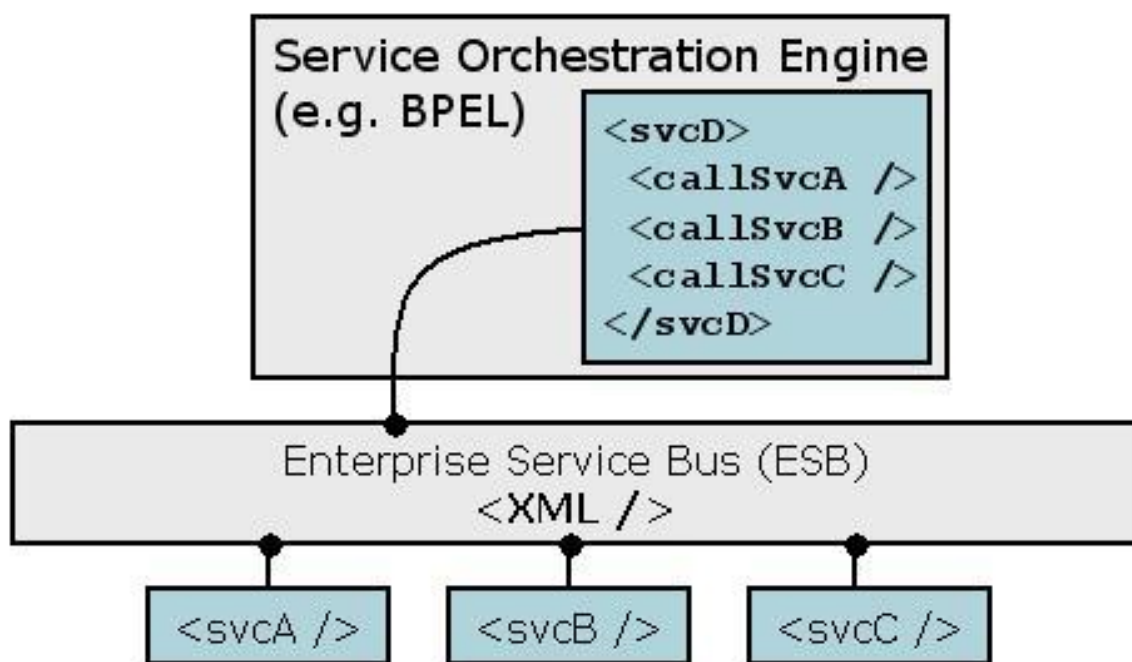 Service Orchestration Engine
(e.g. BPEL)
<svcD>
<callSvcA />
<callSvcB />
<callSvcC />
</svcD>
Enterprise Service Bus (ESB)
<XML />
<svcA />
<svcB />
<svcC />